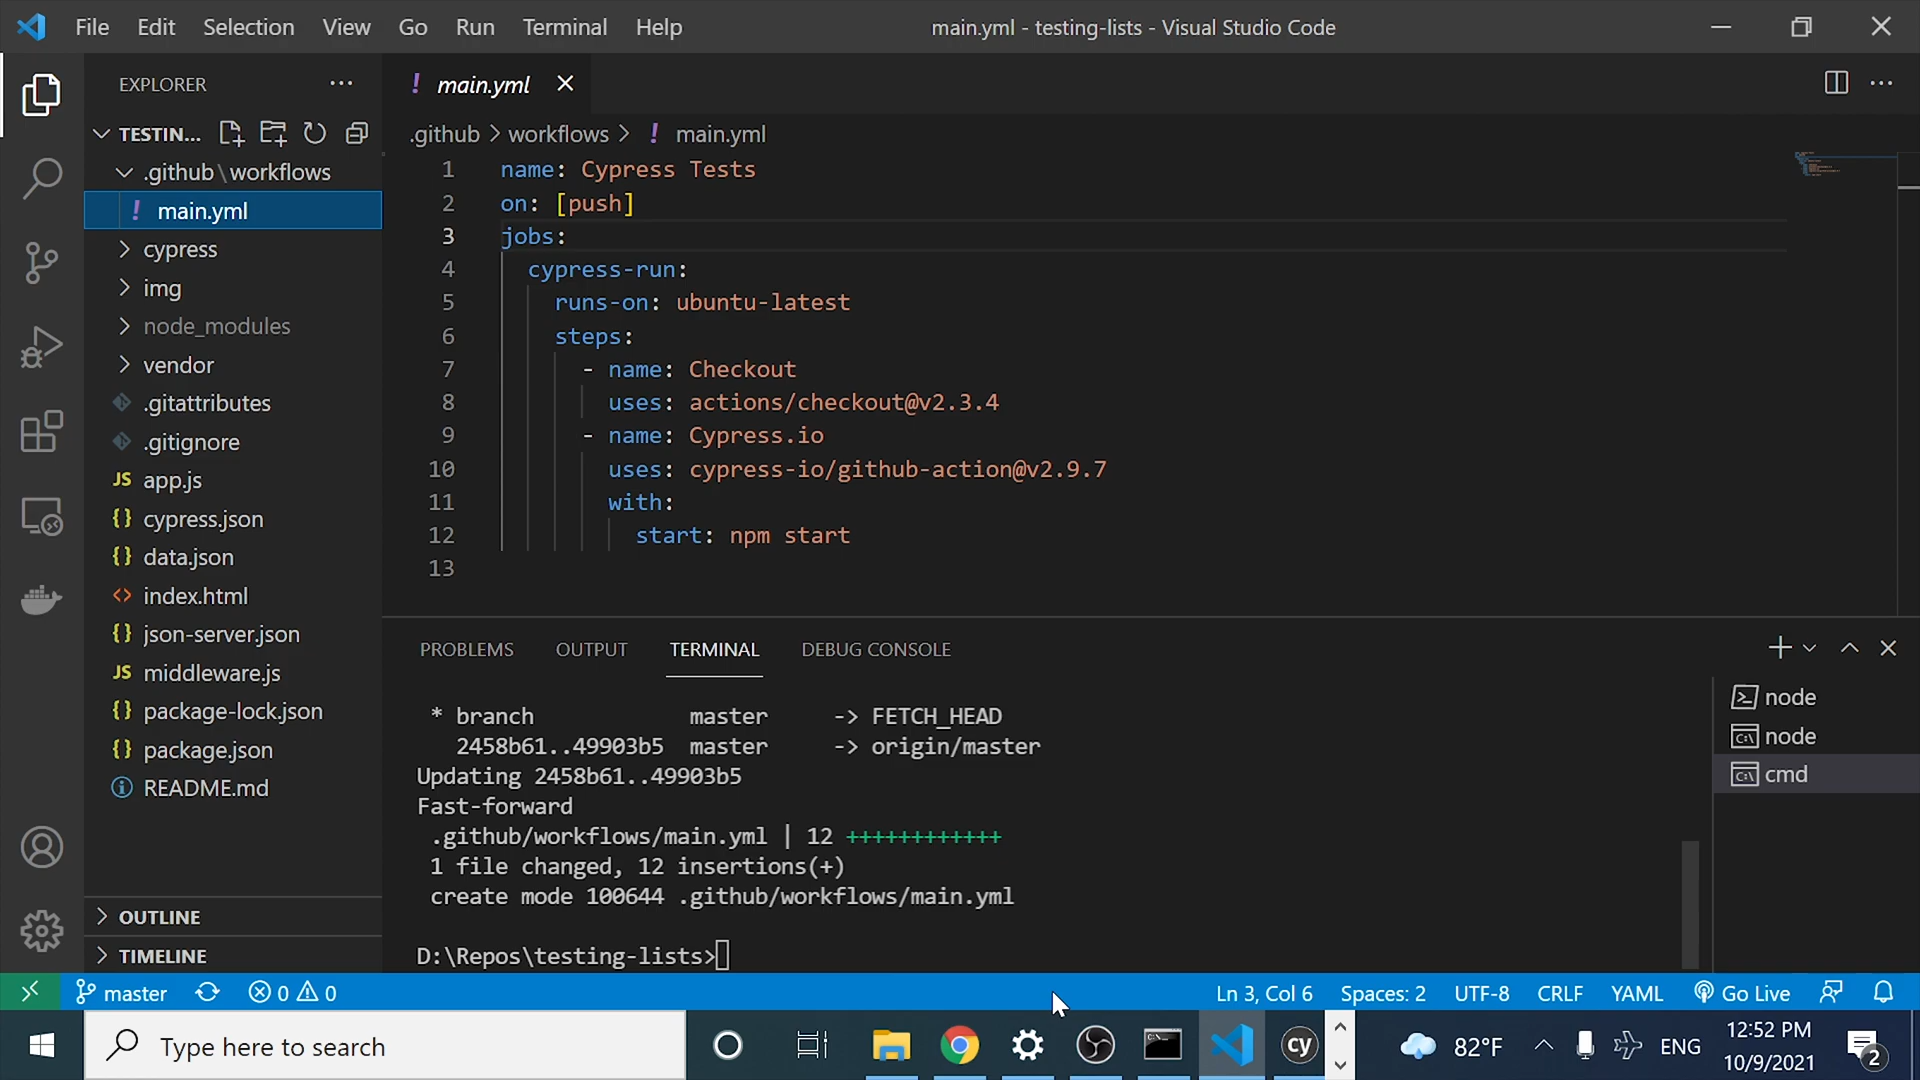 File Edit Selection View Go Run Terminal Help
main.yml - testing-lists - Visual Studio Code
EXPLORER
TESTIN...
.github\workflows
! main.yml
cypress
img
node_modules
vendor
.gitattributes
.gitignore
JS app.js
{} cypress.json
{} data.json
<> index.html
{} json-server.json
JS middleware.js
{} package-lock.json
{} package.json
README.md
OUTLINE
TIMELINE
! main.yml
.github > workflows > ! main.yml
1 name: Cypress Tests
2 on: [push]
3 jobs:
4 cypress-run:
5 runs-on: ubuntu-latest
6 steps:
7 - name: Checkout
8 uses: actions/checkout@v2.3.4
9 - name: Cypress.io
10 uses: cypress-io/github-action@v2.9.7
11 with:
12 start: npm start
13
PROBLEMS OUTPUT TERMINAL DEBUG CONSOLE
* branch master -> FETCH_HEAD
2458b61..49903b5 master -> origin/master
Updating 2458b61..49903b5
Fast-forward
.github/workflows/main.yml | 12 ++++++++++++
1 file changed, 12 insertions(+)
create mode 100644 .github/workflows/main.yml
D:\Repos\testing-lists>
node
node
cmd
master 0 0 Ln 3, Col 6 Spaces: 2 UTF-8 CRLF YAML Go Live
Type here to search
cy
82°F
ENG
12:52 PM
10/9/2021
2